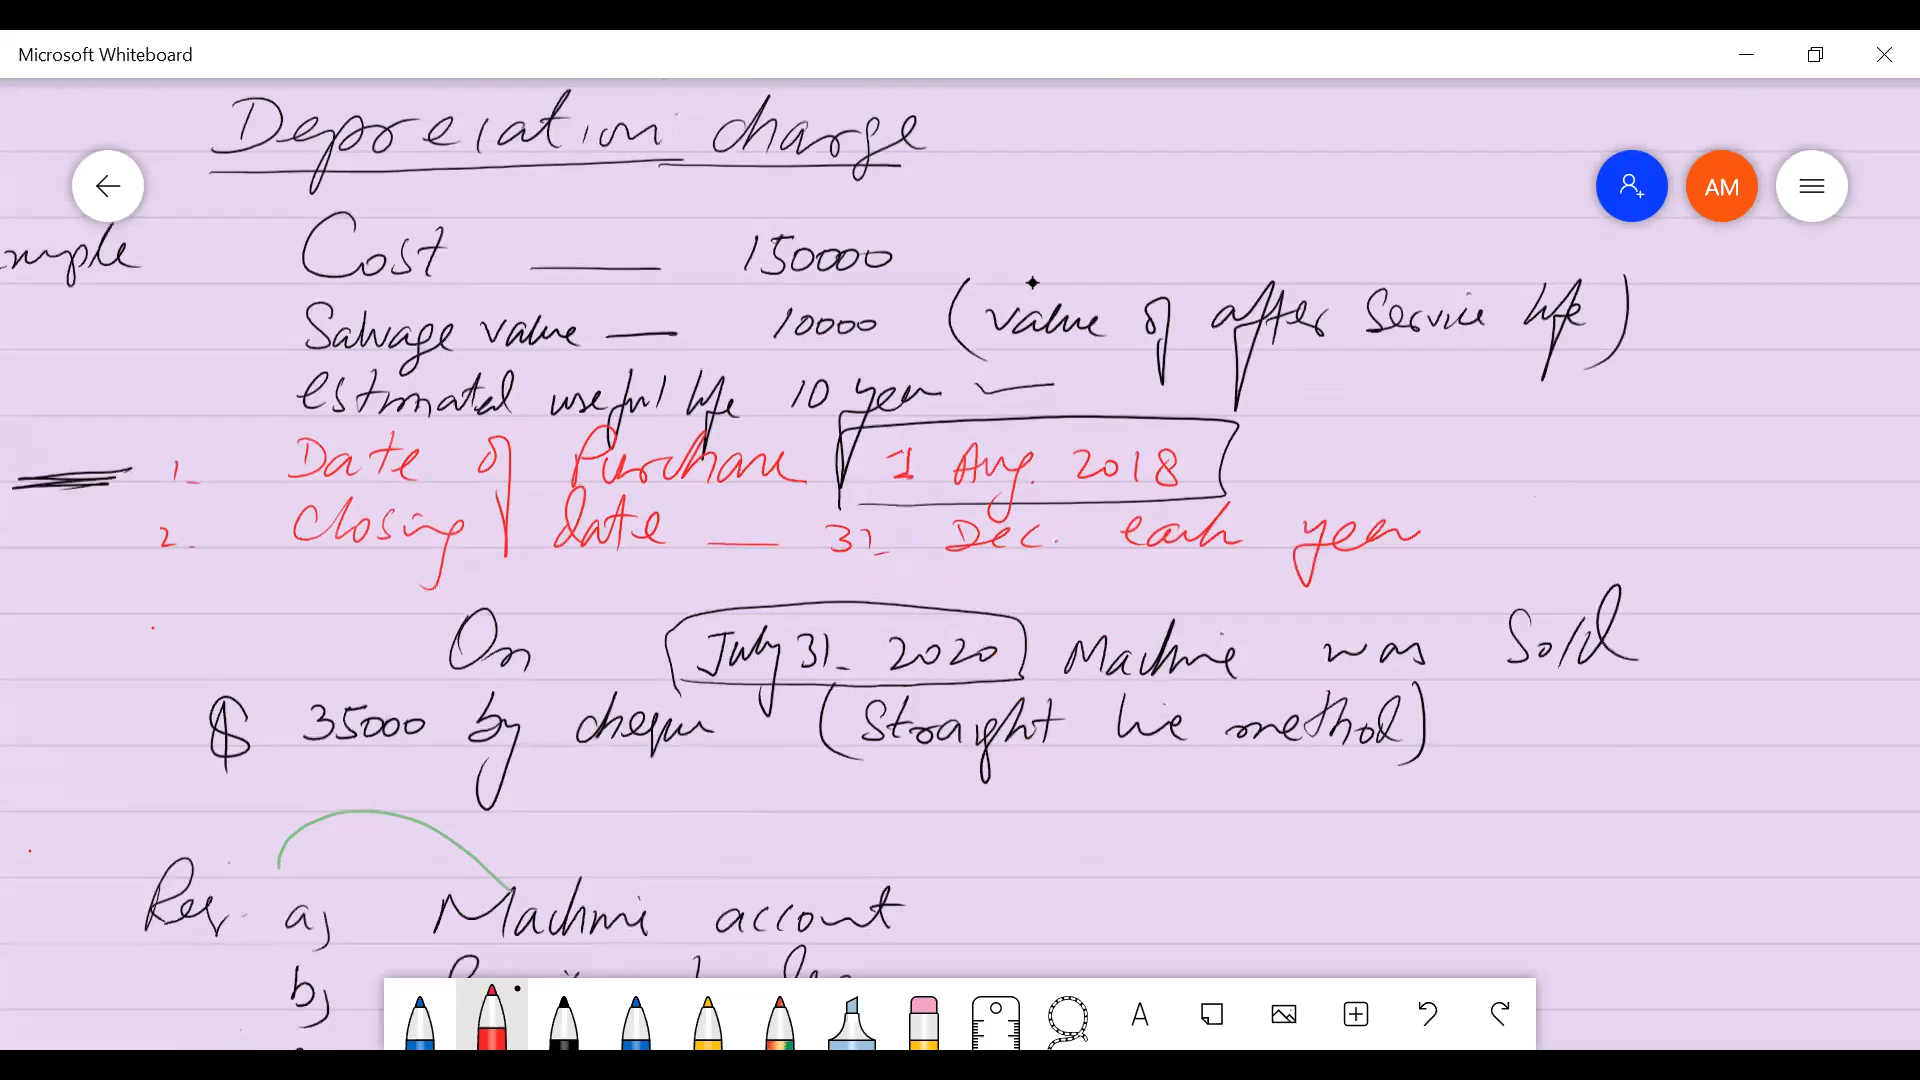 Microsoft Whiteboard
Depreciation charge
AM
mple Cost — 150000
Salvage value — 10000 (value of after service life)
estimated useful life 10 year
1. Date of Purchase 1 Aug. 2018
2. Closing date — 31 Dec. each year
On July 31 2020 Machine was Sold
$ 35000 by cheque (Straight line method)
Req. a) Machine account
b)
A